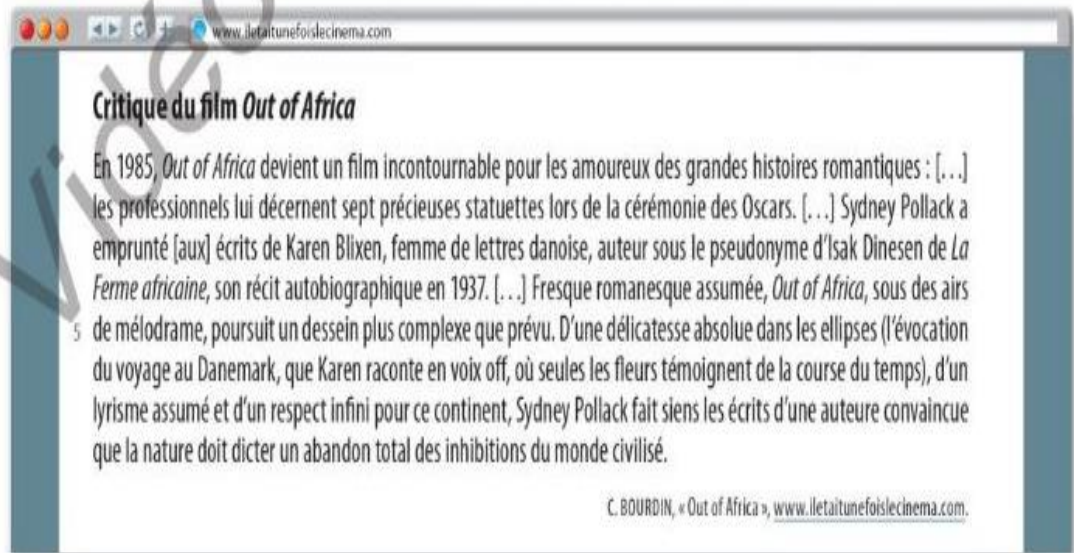 www.iletaitunefoislecinema.com
Critique du film Out of Africa
En 1985, Out of Africa devient un film incontournable pour les amoureux des grandes histoires romantiques : [...]
les professionnels lui décernent sept précieuses statuettes lors de la cérémonie des Oscars. [...] Sydney Pollack a
emprunté [aux] écrits de Karen Blixen, femme de lettres danoise, auteur sous le pseudonyme d'Isak Dinesen de La
Ferme africaine, son récit autobiographique en 1937. [...] Fresque romanesque assumée, Out of Africa, sous des airs
5 de mélodrame, poursuit un dessein plus complexe que prévu. D'une délicatesse absolue dans les ellipses (l'évocation
du voyage au Danemark, que Karen raconte en voix off, où seules les fleurs témoignent de la course du temps), d'un
lyrisme assumé et d'un respect infini pour ce continent, Sydney Pollack fait siens les écrits d'une auteure convaincue
que la nature doit dicter un abandon total des inhibitions du monde civilisé.
C. BOURDIN, « Out of Africa », www.iletaitunefoislecinema.com.